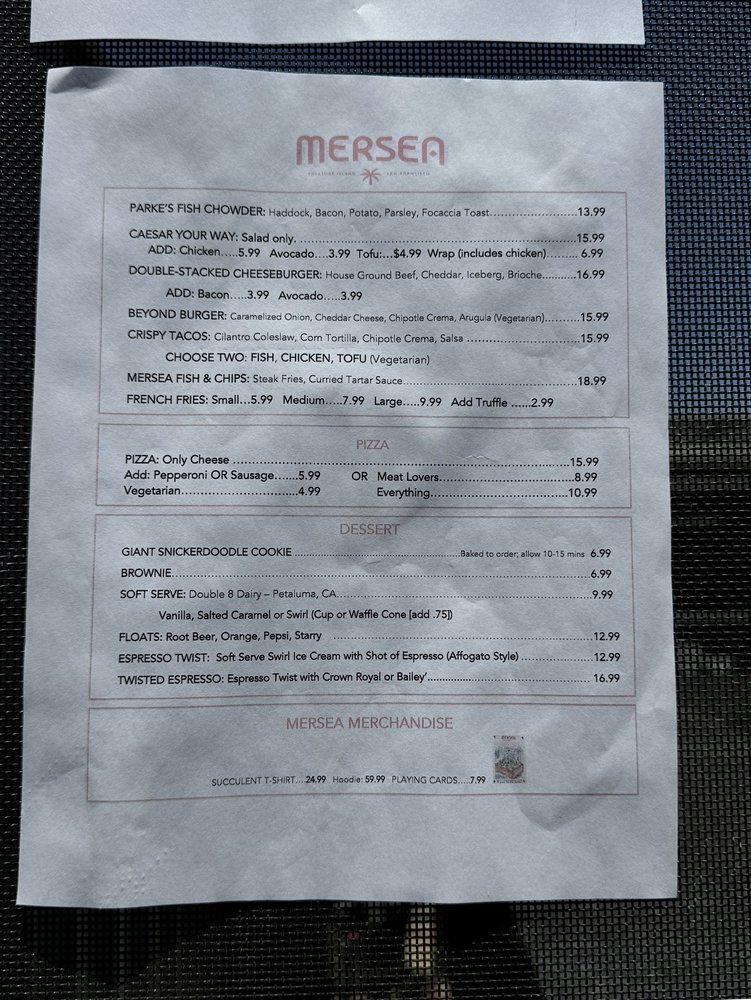 MERSEA
TREASURE ISLAND SAN FRANCISCO
PARKE'S FISH CHOWDER: Haddock, Bacon, Potato, Parsley, Focaccia Toast......................13.99
CAESAR YOUR WAY: Salad only. ......................................................................15.99
ADD: Chicken.....5.99 Avocado....3.99 Tofu:...$4.99 Wrap (includes chicken)......... 6.99
DOUBLE-STACKED CHEESEBURGER: House Ground Beef, Cheddar, Iceberg, Brioche..........16.99
ADD: Bacon.....3.99 Avocado.....3.99
BEYOND BURGER: Caramelized Onion, Cheddar Cheese, Chipotle Crema, Arugula (Vegetarian)..........15.99
CRISPY TACOS: Cilantro Coleslaw, Corn Tortilla, Chipotle Crema, Salsa .............................15.99
CHOOSE TWO: FISH, CHICKEN, TOFU (Vegetarian)
MERSEA FISH & CHIPS: Steak Fries, Curried Tartar Sauce............................................18.99
FRENCH FRIES: Small...5.99 Medium.....7.99 Large.....9.99 Add Truffle ......2.99
PIZZA
PIZZA: Only Cheese ....................................................................................15.99
Add: Pepperoni OR Sausage.......5.99 OR Meat Lovers.................................8.99
Vegetarian..............................4.99 Everything...................................10.99
DESSERT
GIANT SNICKERDOODLE COOKIE ..........................................Baked to order; allow 10-15 mins 6.99
BROWNIE..........................................................................................................6.99
SOFT SERVE: Double 8 Dairy – Petaluma, CA................................................................9.99
Vanilla, Salted Caramel or Swirl (Cup or Waffle Cone [add .75])
FLOATS: Root Beer, Orange, Pepsi, Starry ................................................................12.99
ESPRESSO TWIST: Soft Serve Swirl Ice Cream with Shot of Espresso (Affogato Style) ..................12.99
TWISTED ESPRESSO: Espresso Twist with Crown Royal or Bailey'.......................................... 16.99
MERSEA MERCHANDISE
SUCCULENT T-SHIRT....24.99 Hoodie: 59.99 PLAYING CARDS.....7.99